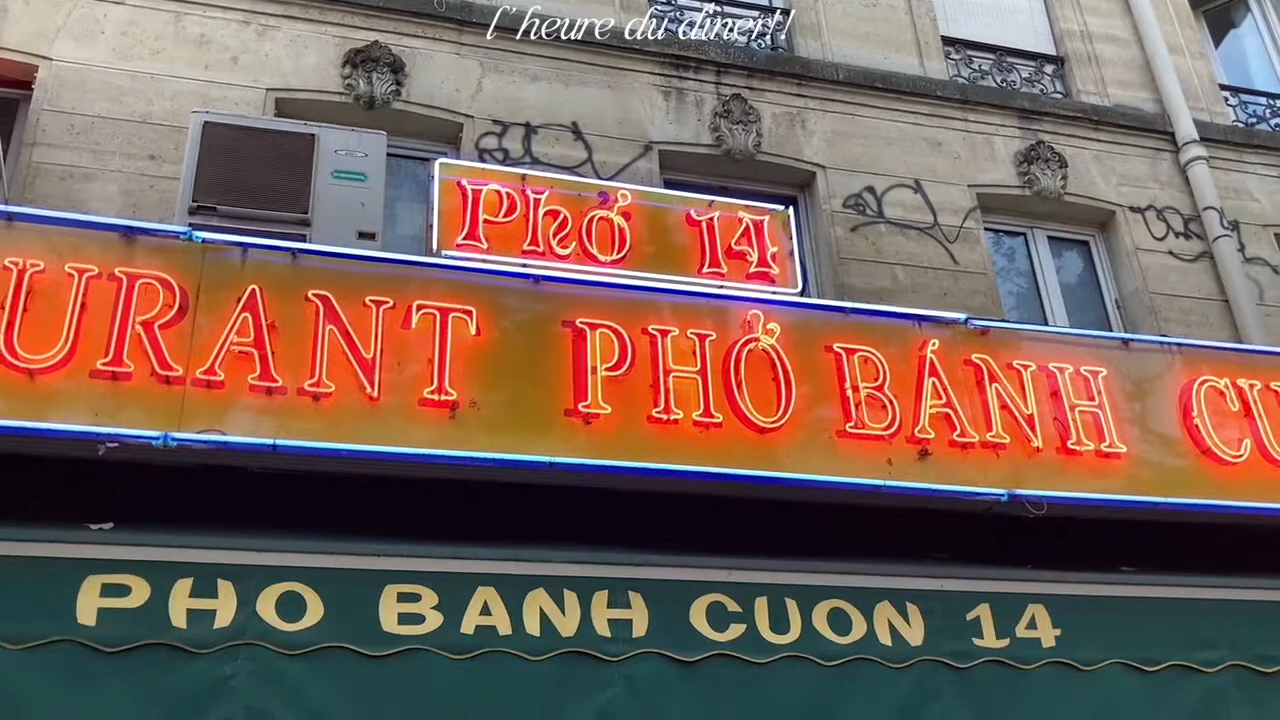 l'heure du dîner!!
Phở 14
URANT PHỞ BÁNH CU
PHO BANH CUON 14